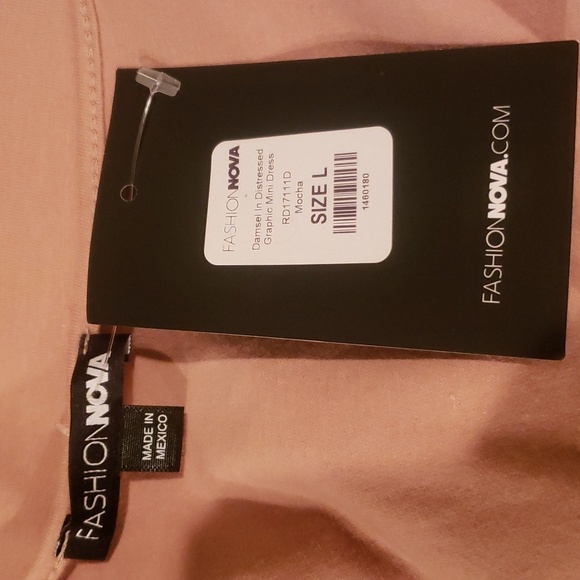 FASHIONNOVA
Damsel In Distressed
Graphic Mini Dress
RD17111D
Mocha
SIZE L
1460180
FASHIONNOVA.COM
FASHIONNOVA
MADE IN
MEXICO